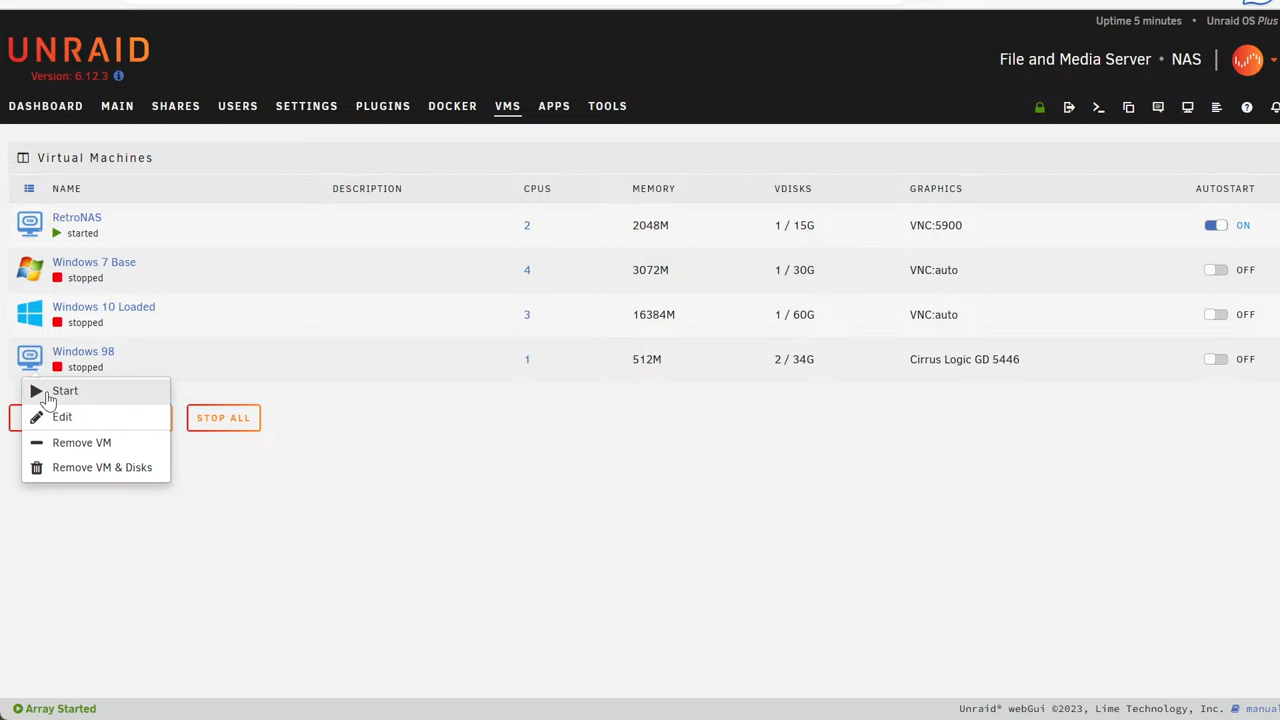 Uptime 5 minutes • Unraid OS Plus
UNRAID
Version: 6.12.3
File and Media Server • NAS
DASHBOARD MAIN SHARES USERS SETTINGS PLUGINS DOCKER VMS APPS TOOLS
Virtual Machines
NAME DESCRIPTION CPUS MEMORY VDISKS GRAPHICS AUTOSTART
RetroNAS
started
2 2048M 1 / 15G VNC:5900 ON
Windows 7 Base
stopped
4 3072M 1 / 30G VNC:auto OFF
Windows 10 Loaded
stopped
3 16384M 1 / 60G VNC:auto OFF
Windows 98
stopped
1 512M 2 / 34G Cirrus Logic GD 5446 OFF
Start
Edit
Remove VM
Remove VM & Disks
STOP ALL
Array Started
Unraid® webGui ©2023, Lime Technology, Inc. manua